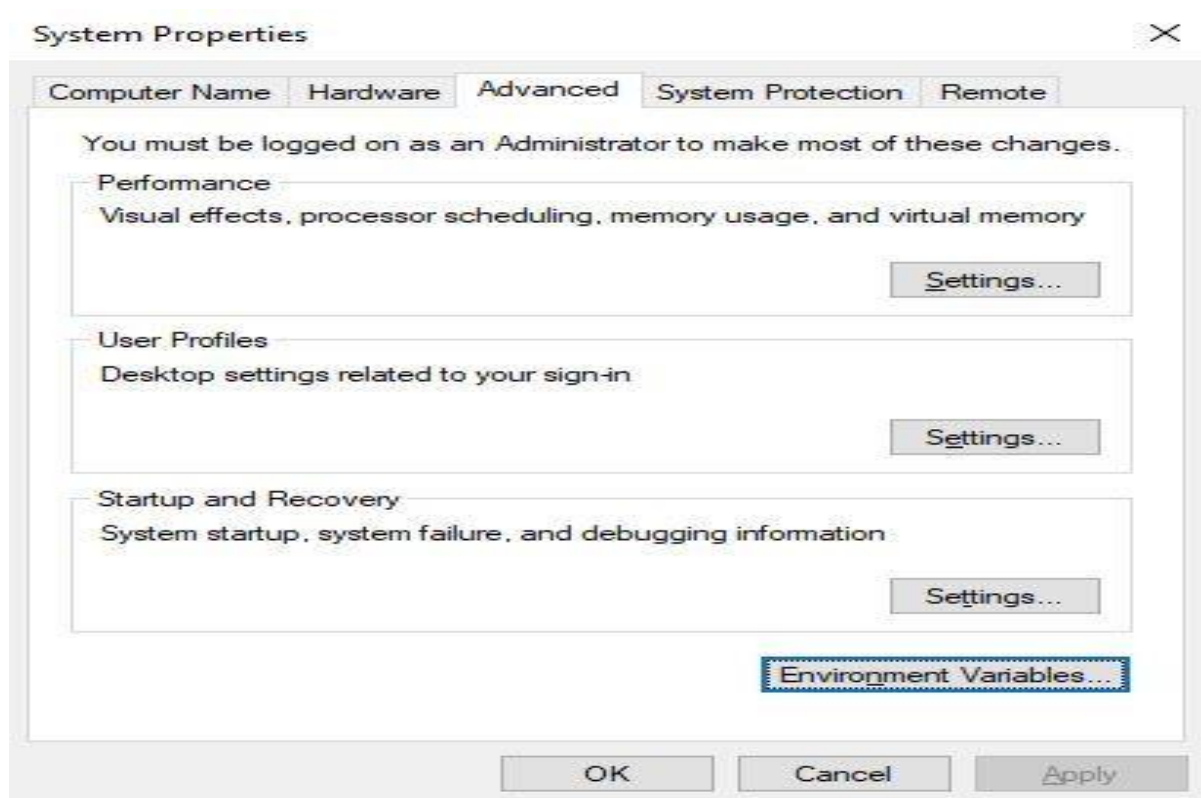 System Properties
Computer Name Hardware Advanced System Protection Remote
You must be logged on as an Administrator to make most of these changes.
Performance
Visual effects, processor scheduling, memory usage, and virtual memory
Settings...
User Profiles
Desktop settings related to your sign-in
Settings...
Startup and Recovery
System startup, system failure, and debugging information
Settings...
Environment Variables...
OK Cancel Apply